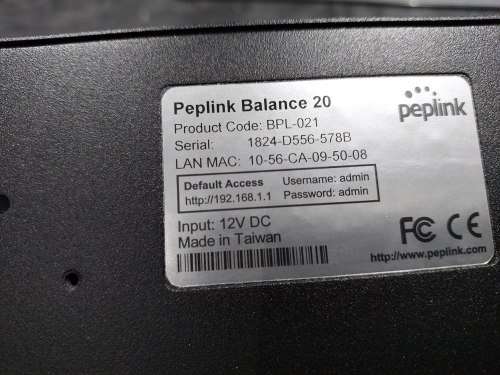 Peplink Balance 20
peplink
Product Code: BPL-021
Serial: 1824-D556-578B
LAN MAC: 10-56-CA-09-50-08
Default Access Username: admin
http://192.168.1.1 Password: admin
Input: 12V DC
Made in Taiwan
FC CE
http://www.peplink.com